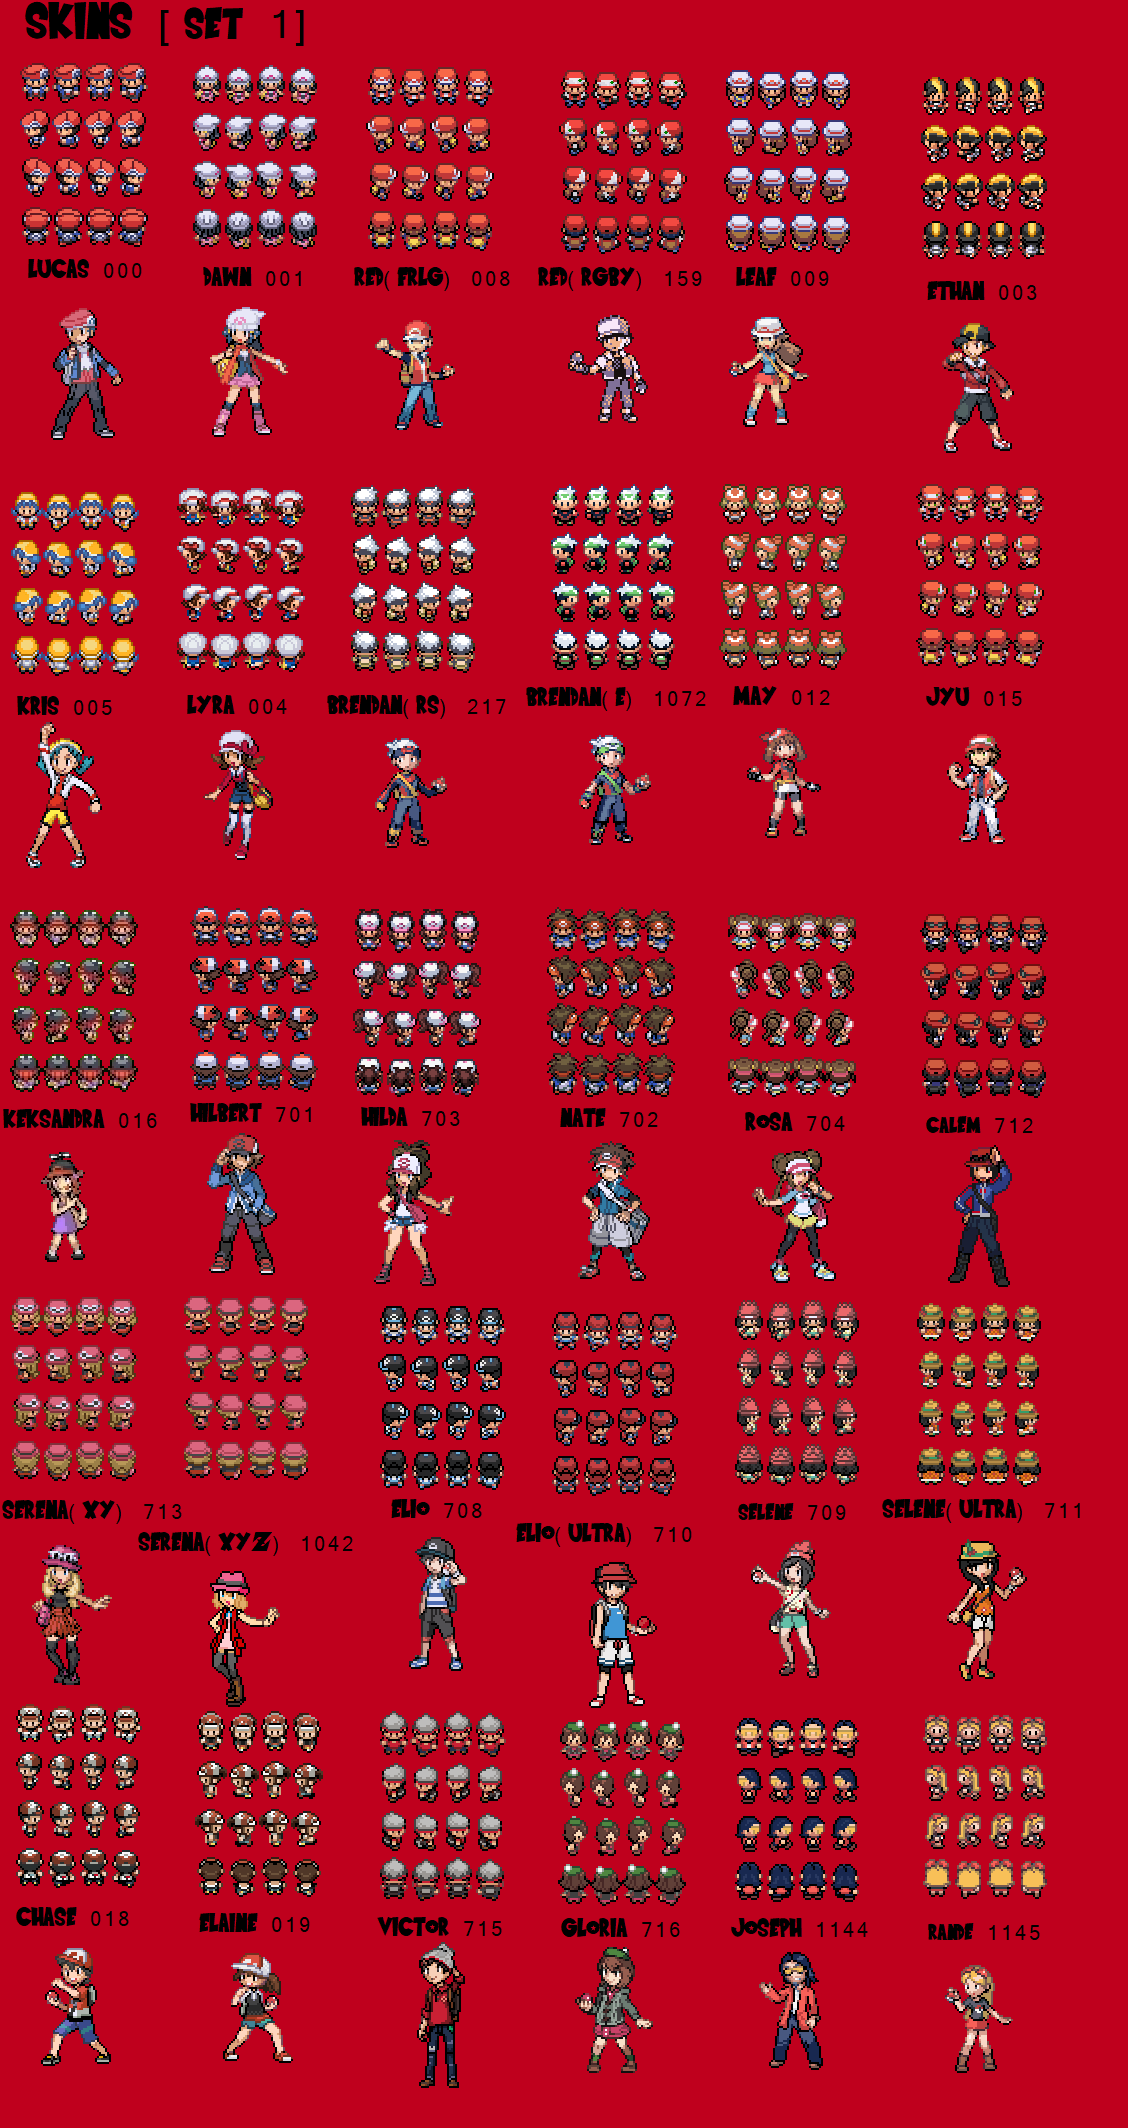 SKINS [ SET 1]
LUCAS 000
DAWN 001
RED( FRLG) 008
RED( RGBY) 159
LEAF 009
ETHAN 003
KRIS 005
LYRA 004
BRENDAN( RS) 217
BRENDAN( E) 1072
MAY 012
JYU 015
KEKSANDRA 016
HILBERT 701
HILDA 703
NATE 702
ROSA 704
CALEM 712
SERENA( XY) 713
SERENA( XYZ) 1042
ELIO 708
ELIO( ULTRA) 710
SELENE 709
SELENE( ULTRA) 711
CHASE 018
ELAINE 019
VICTOR 715
GLORIA 716
JOSEPH 1144
RANDE 1145